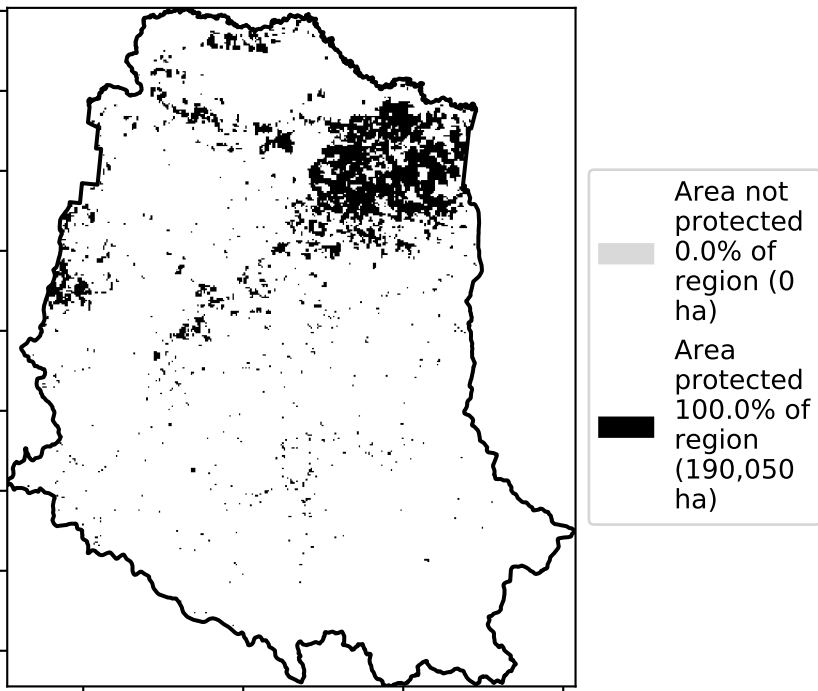 Area not
protected
0.0% of
region (0
ha)
Area
protected
100.0% of
region
(190,050
ha)